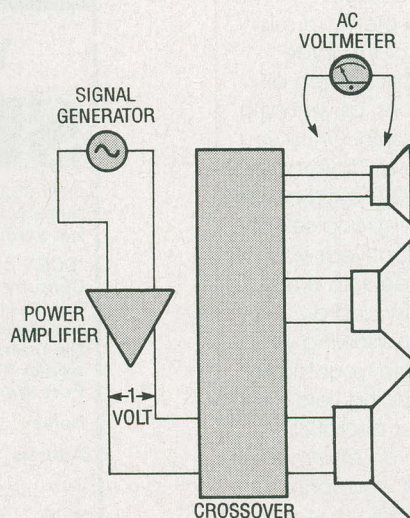 AC
VOLTMETER
SIGNAL
GENERATOR
POWER
AMPLIFIER
1
VOLT
CROSSOVER